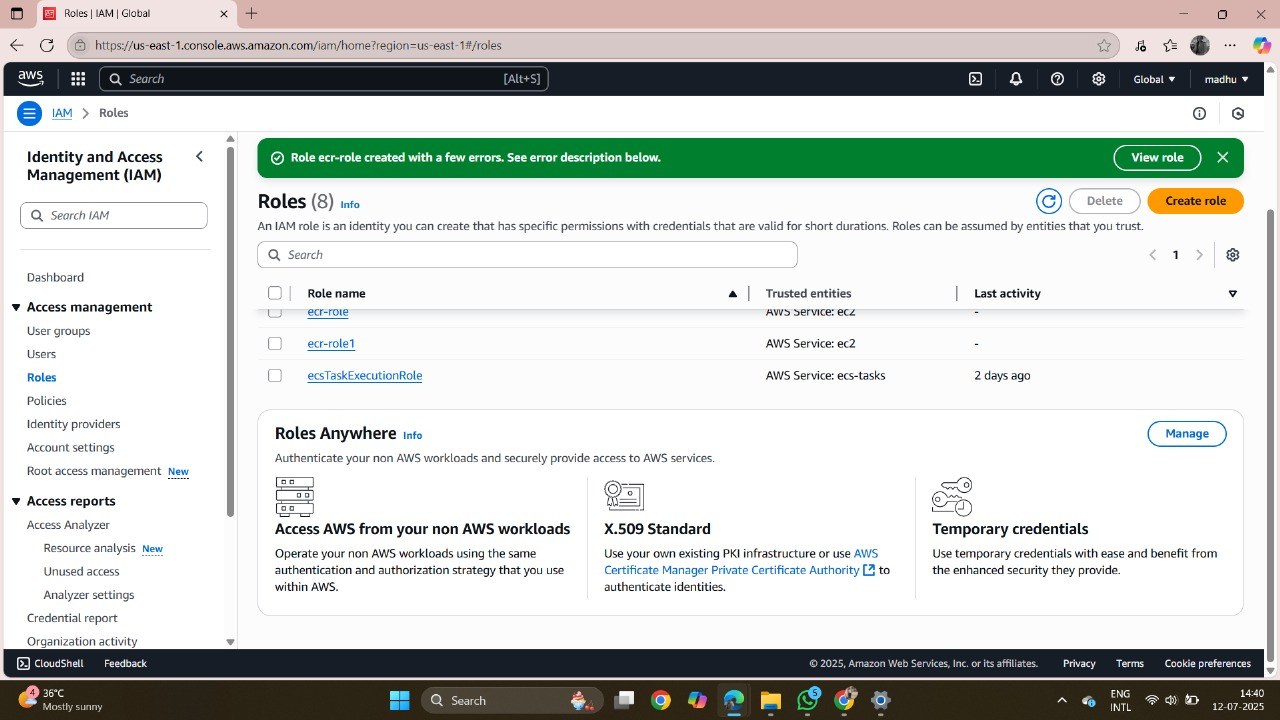 Roles | IAM | Global
https://us-east-1.console.aws.amazon.com/iam/home?region=us-east-1#/roles
aws
Search
[Alt+S]
Global
madhu
IAM
Roles
Identity and Access Management (IAM)
Search IAM
Dashboard
Access management
User groups
Users
Roles
Policies
Identity providers
Account settings
Root access management New
Access reports
Access Analyzer
Resource analysis New
Unused access
Analyzer settings
Credential report
Organization activity
Role ecr-role created with a few errors. See error description below.
View role
Roles (8) Info
Delete
Create role
An IAM role is an identity you can create that has specific permissions with credentials that are valid for short durations. Roles can be assumed by entities that you trust.
Search
1
Role name
Trusted entities
Last activity
ecr-role AWS Service: ec2 -
ecr-role1 AWS Service: ec2 -
ecsTaskExecutionRole AWS Service: ecs-tasks 2 days ago
Roles Anywhere Info
Manage
Authenticate your non AWS workloads and securely provide access to AWS services.
Access AWS from your non AWS workloads
Operate your non AWS workloads using the same
authentication and authorization strategy that you use
within AWS.
X.509 Standard
Use your own existing PKI infrastructure or use AWS
Certificate Manager Private Certificate Authority to
authenticate identities.
Temporary credentials
Use temporary credentials with ease and benefit from
the enhanced security they provide.
CloudShell
Feedback
© 2025, Amazon Web Services, Inc. or its affiliates.
Privacy
Terms
Cookie preferences
4
36°C
Mostly sunny
Search
5
ENG
INTL
14:40
12-07-2025